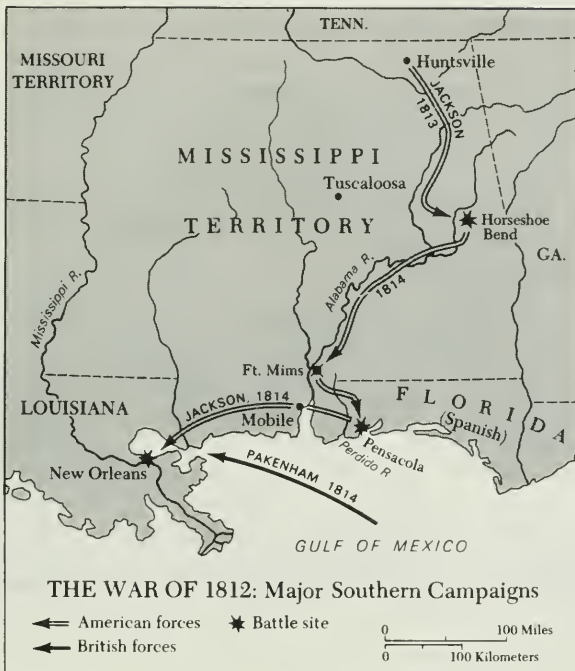 TENN.
MISSOURI
TERRITORY
Huntsville
JACKSON
1813
MISSISSIPPI
Tuscaloosa
TERRITORY
Horseshoe
Bend
GA.
Mississippi R.
Alabama R.
1814
Ft. Mims
LOUISIANA
JACKSON, 1814
Mobile
FLORIDA
(Spanish)
Pensacola
Perdido R
New Orleans
PAKENHAM 1814
GULF OF MEXICO
THE WAR OF 1812: Major Southern Campaigns
American forces
Battle site
British forces
0 100 Miles
0 100 Kilometers